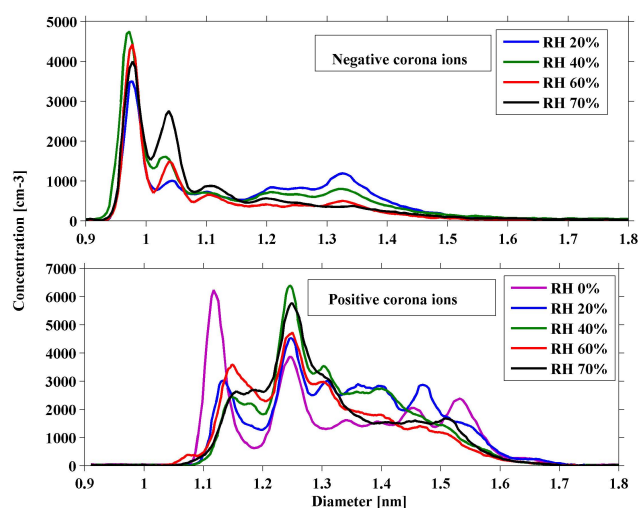 5000
4000
3000
2000
1000
0
Negative corona ions
RH 20%
RH 40%
RH 60%
RH 70%
0.9 1 1.1 1.2 1.3 1.4 1.5 1.6 1.7 1.8
Concentration [cm-3]
7000
6000
5000
4000
3000
2000
1000
0
Positive corona ions
RH 0%
RH 20%
RH 40%
RH 60%
RH 70%
0.9 1 1.1 1.2 1.3 1.4 1.5 1.6 1.7 1.8
Diameter [nm]